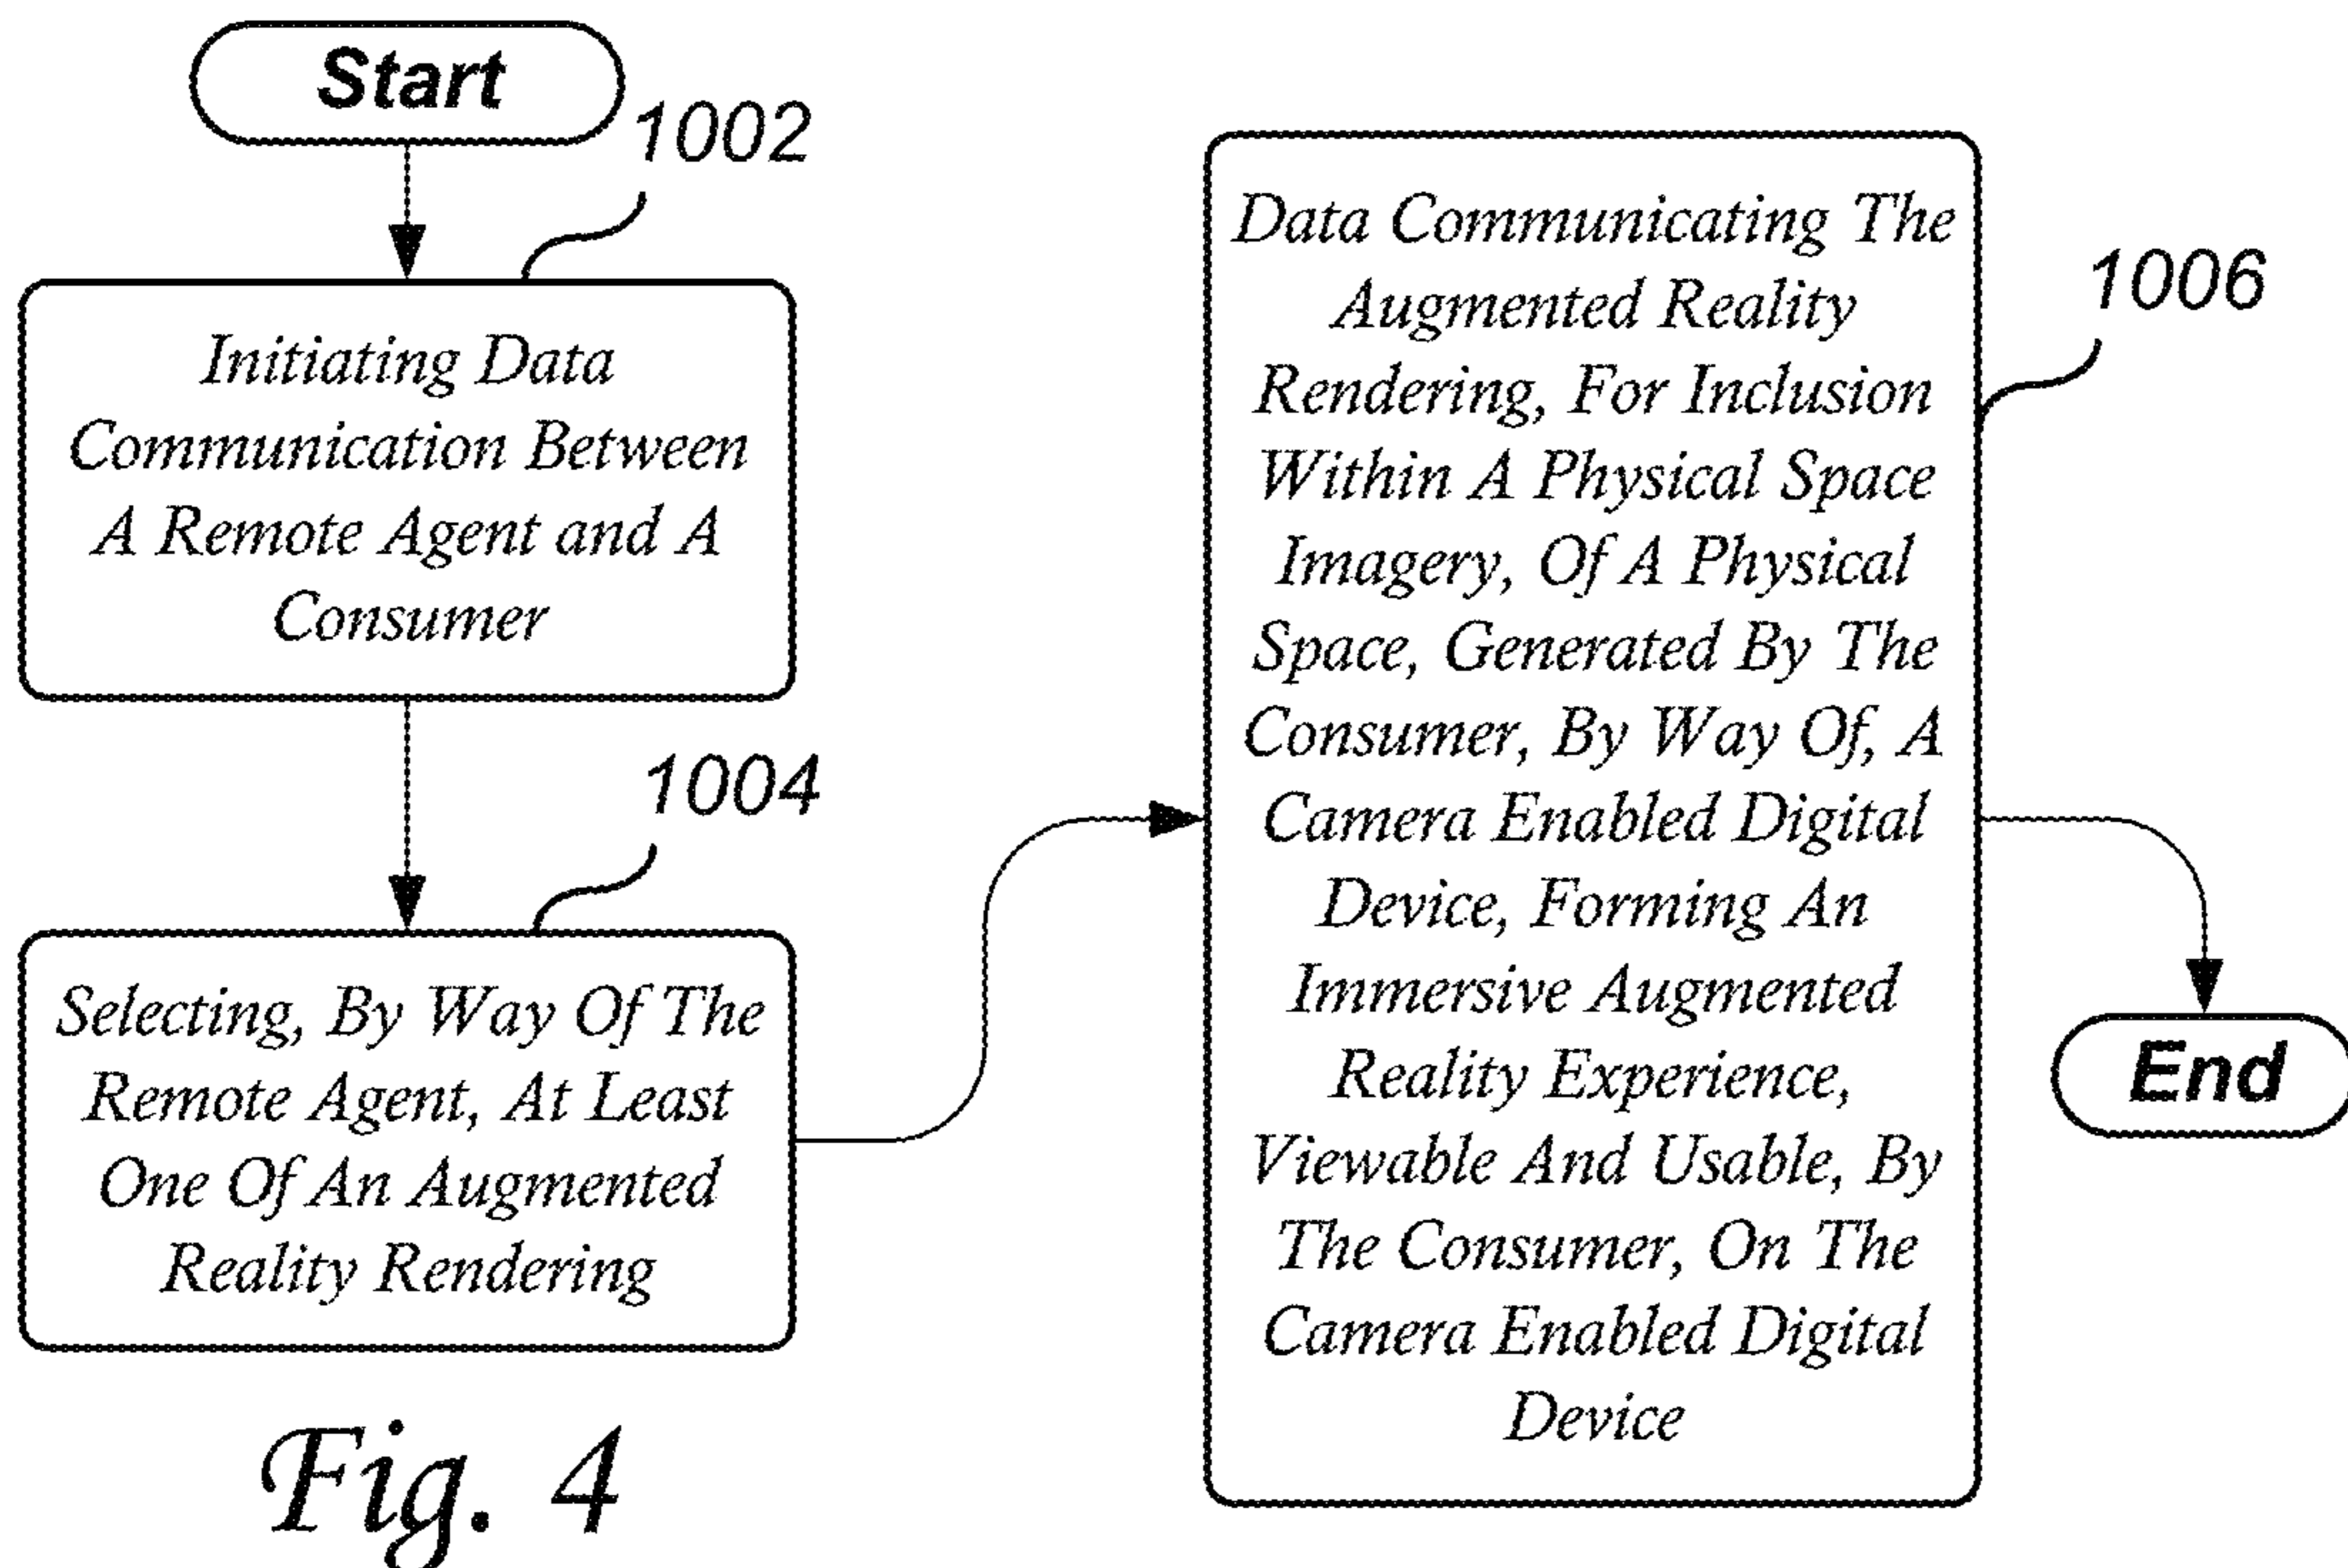 Start
1002
Initiating Data
Communication Between
A Remote Agent and A
Consumer
1004
Selecting, By Way Of The
Remote Agent, At Least
One Of An Augmented
Reality Rendering
Data Communicating The
Augmented Reality
Rendering, For Inclusion
Within A Physical Space
Imagery, Of A Physical
Space, Generated By The
Consumer, By Way Of, A
Camera Enabled Digital
Device, Forming An
Immersive Augmented
Reality Experience,
Viewable And Usable, By
The Consumer, On The
Camera Enabled Digital
Device
1006
End
Fig. 4